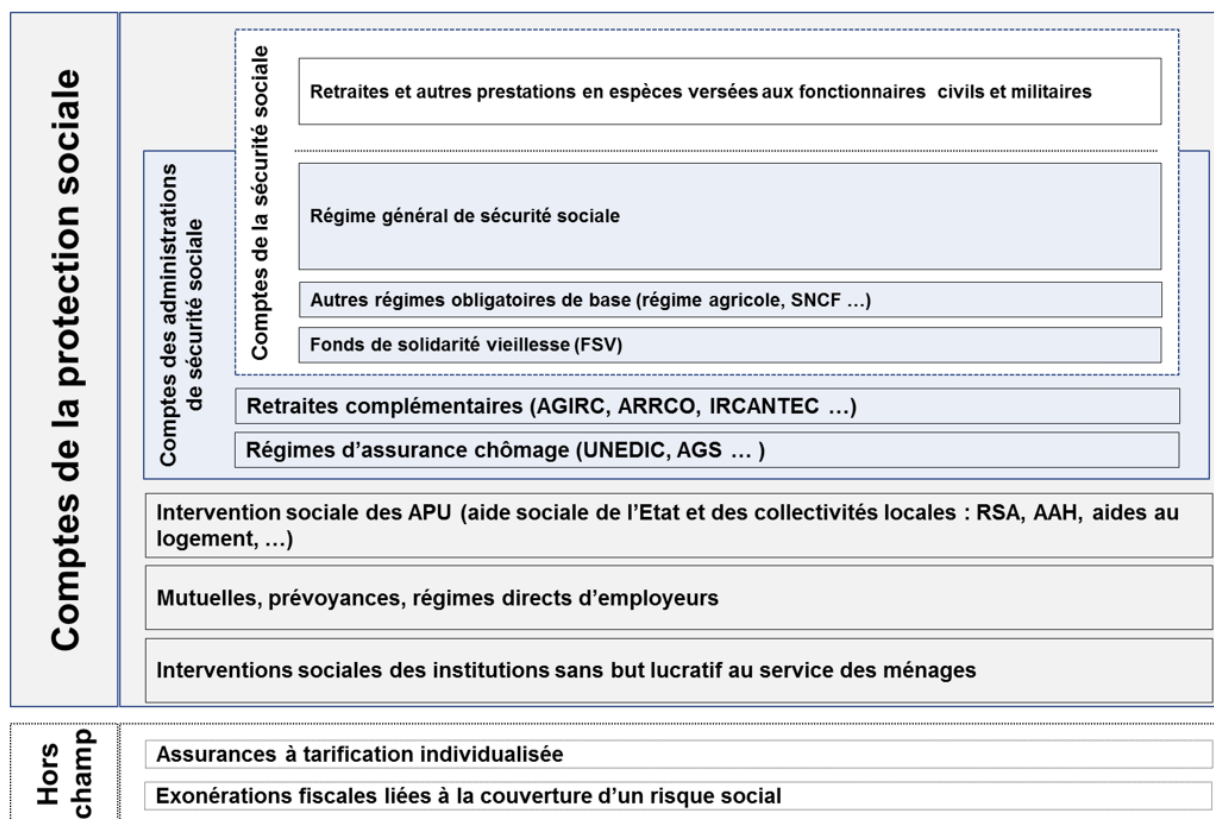 Comptes de la protection sociale
Comptes de la sécurité sociale
Retraites et autres prestations en espèces versées aux fonctionnaires civils et militaires
Comptes des administrations
de sécurité sociale
Régime général de sécurité sociale
Autres régimes obligatoires de base (régime agricole, SNCF ...)
Fonds de solidarité vieillesse (FSV)
Retraites complémentaires (AGIRC, ARRCO, IRCANTEC ...)
Régimes d'assurance chômage (UNEDIC, AGS ... )
Intervention sociale des APU (aide sociale de l'Etat et des collectivités locales : RSA, AAH, aides au
logement, ...)
Mutuelles, prévoyances, régimes directs d'employeurs
Interventions sociales des institutions sans but lucratif au service des ménages
Hors
champ
Assurances à tarification individualisée
Exonérations fiscales liées à la couverture d'un risque social